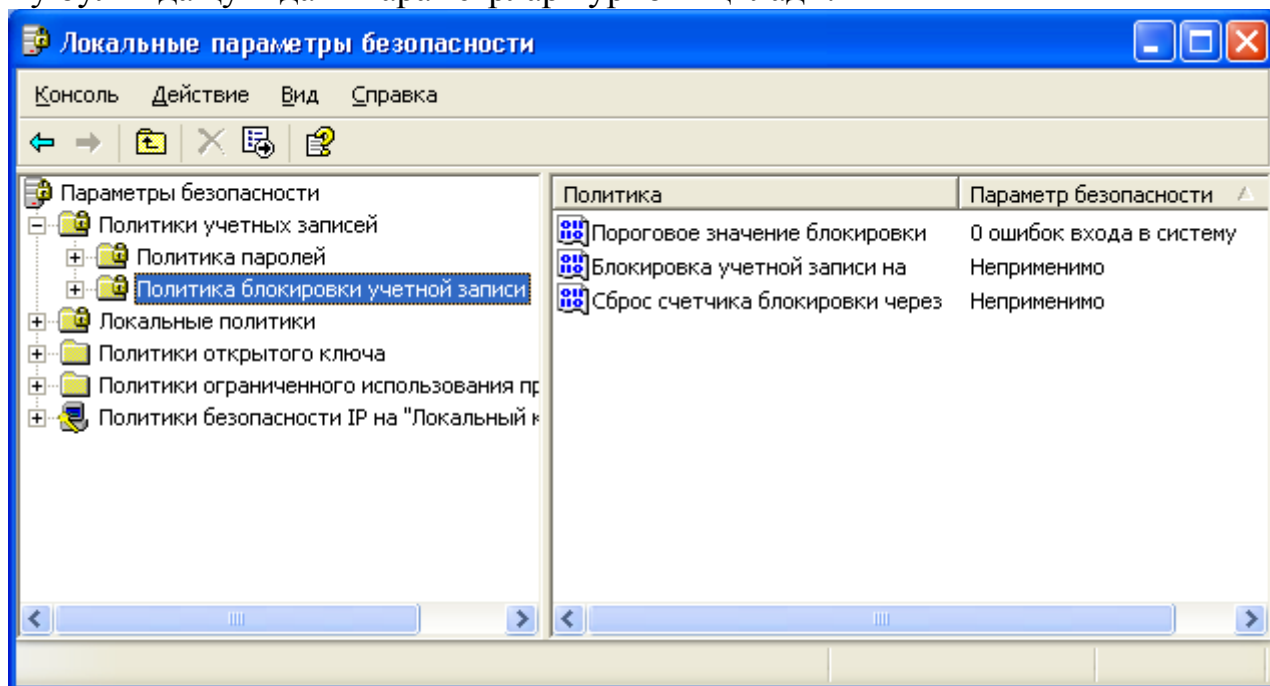 Локальные параметры безопасности
Консоль Действие Вид Справка
Параметры безопасности
Политики учетных записей
Политика паролей
Политика блокировки учетной записи
Локальные политики
Политики открытого ключа
Политики ограниченного использования пр
Политики безопасности IP на "Локальный к
Политика Параметр безопасности
Пороговое значение блокировки 0 ошибок входа в систему
Блокировка учетной записи на Неприменимо
Сброс счетчика блокировки через Неприменимо